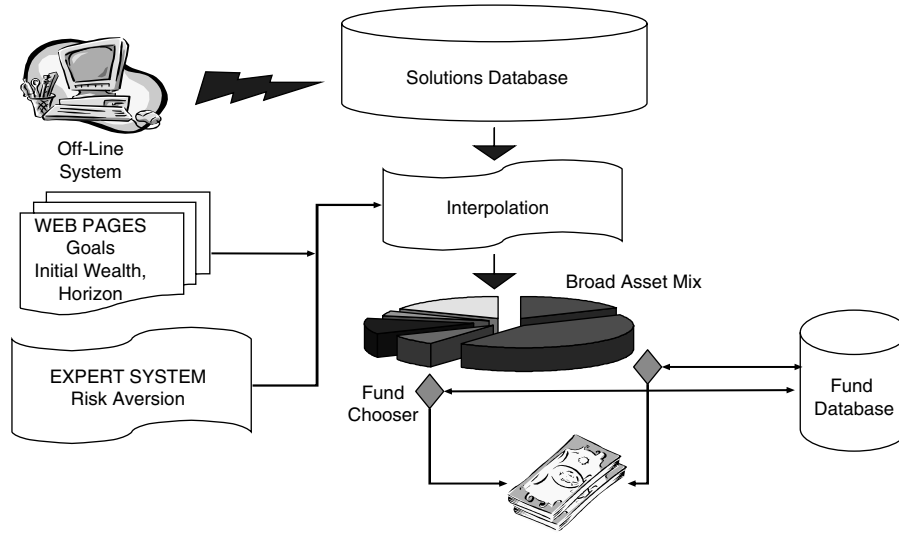 Solutions Database
Off-Line
System
Interpolation
WEB PAGES
Goals
Initial Wealth,
Horizon
Broad Asset Mix
EXPERT SYSTEM
Risk Aversion
Fund
Chooser
Fund
Database